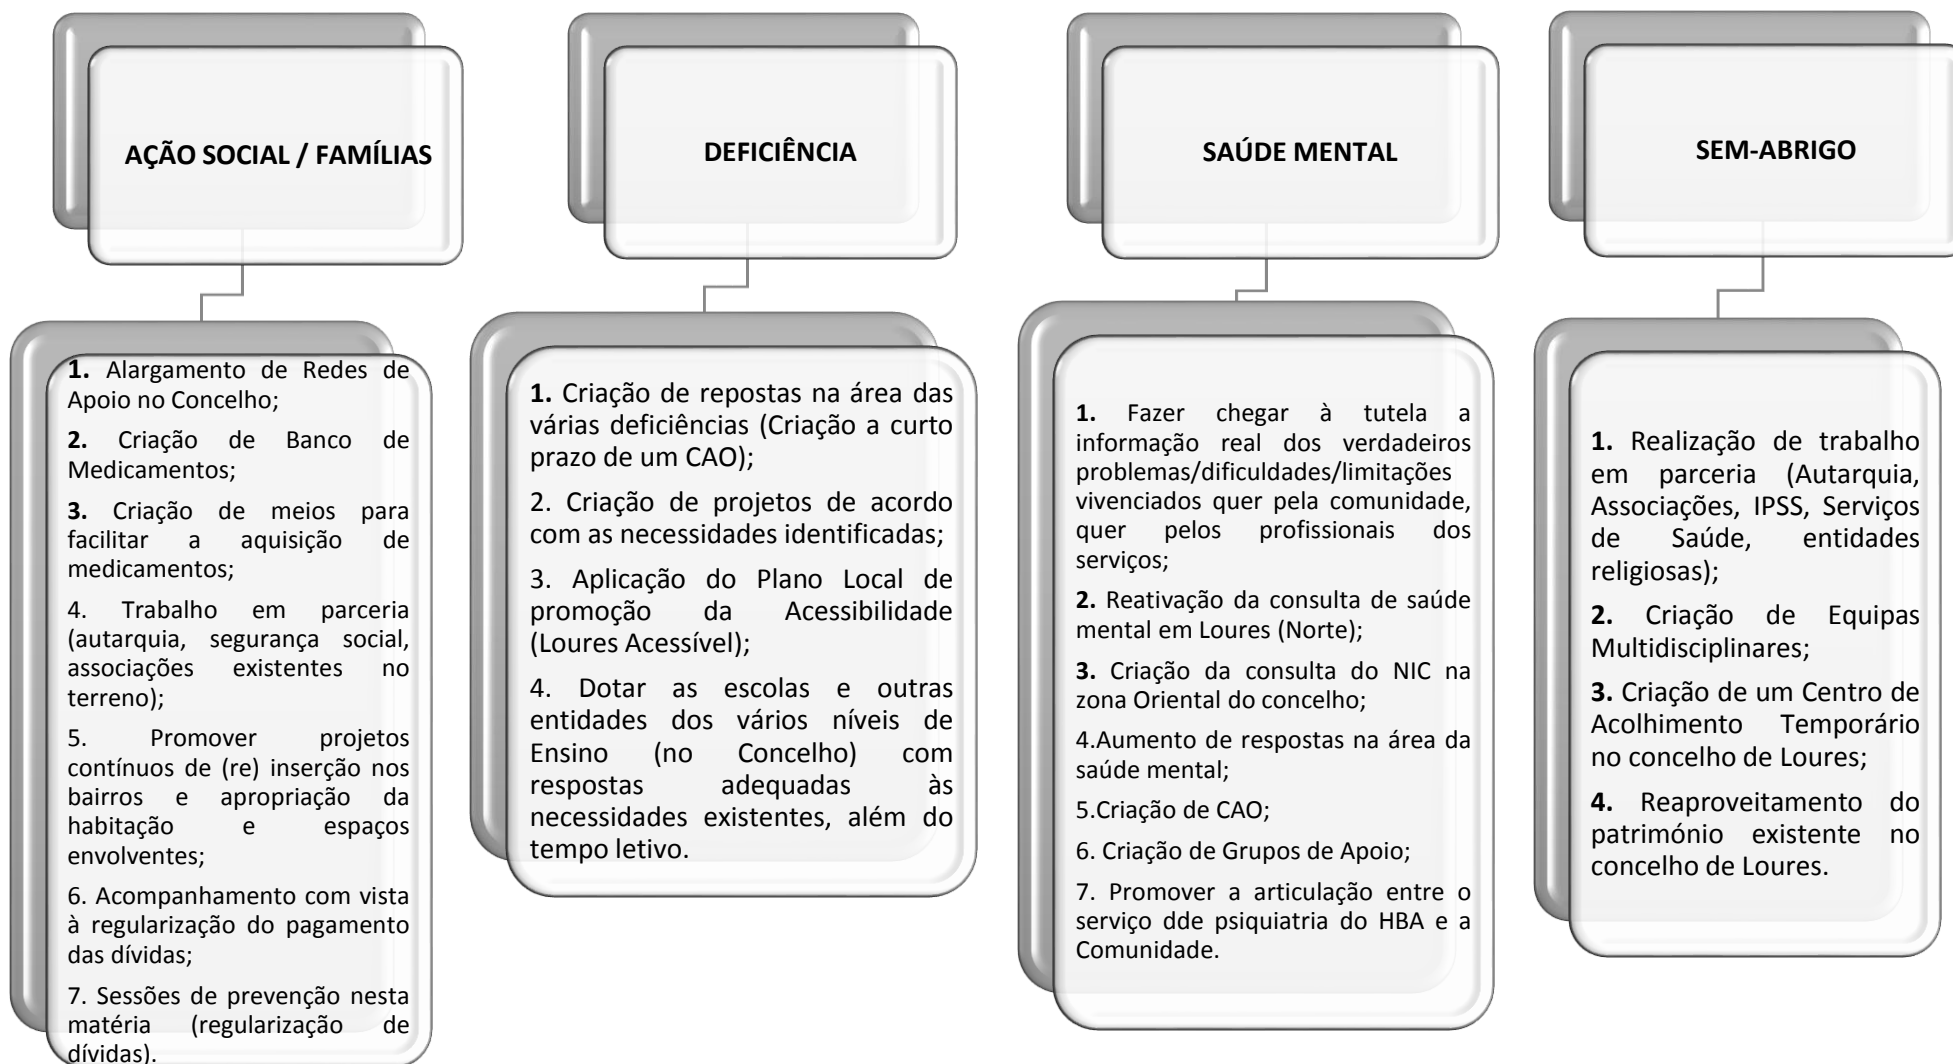 AÇÃO SOCIAL / FAMÍLIAS
1. Alargamento de Redes de
Apoio no Concelho;
2. Criação de Banco de
Medicamentos;
3. Criação de meios para
facilitar a aquisição de
medicamentos;
4. Trabalho em parceria
(autarquia, segurança social,
associações existentes no
terreno);
5. Promover projetos
contínuos de (re) inserção nos
bairros e apropriação da
habitação e espaços
envolventes;
6. Acompanhamento com vista
à regularização do pagamento
das dívidas;
7. Sessões de prevenção nesta
matéria (regularização de
dívidas).
DEFICIÊNCIA
1. Criação de repostas na área das
várias deficiências (Criação a curto
prazo de um CAO);
2. Criação de projetos de acordo
com as necessidades identificadas;
3. Aplicação do Plano Local de
promoção da Acessibilidade
(Loures Acessível);
4. Dotar as escolas e outras
entidades dos vários níveis de
Ensino (no Concelho) com
respostas adequadas às
necessidades existentes, além do
tempo letivo.
SAÚDE MENTAL
1. Fazer chegar à tutela a
informação real dos verdadeiros
problemas/dificuldades/limitações
vivenciados quer pela comunidade,
quer pelos profissionais dos
serviços;
2. Reativação da consulta de saúde
mental em Loures (Norte);
3. Criação da consulta do NIC na
zona Oriental do concelho;
4.Aumento de respostas na área da
saúde mental;
5.Criação de CAO;
6. Criação de Grupos de Apoio;
7. Promover a articulação entre o
serviço dde psiquiatria do HBA e a
Comunidade.
SEM-ABRIGO
1. Realização de trabalho
em parceria (Autarquia,
Associações, IPSS, Serviços
de Saúde, entidades
religiosas);
2. Criação de Equipas
Multidisciplinares;
3. Criação de um Centro de
Acolhimento Temporário
no concelho de Loures;
4. Reaproveitamento do
património existente no
concelho de Loures.